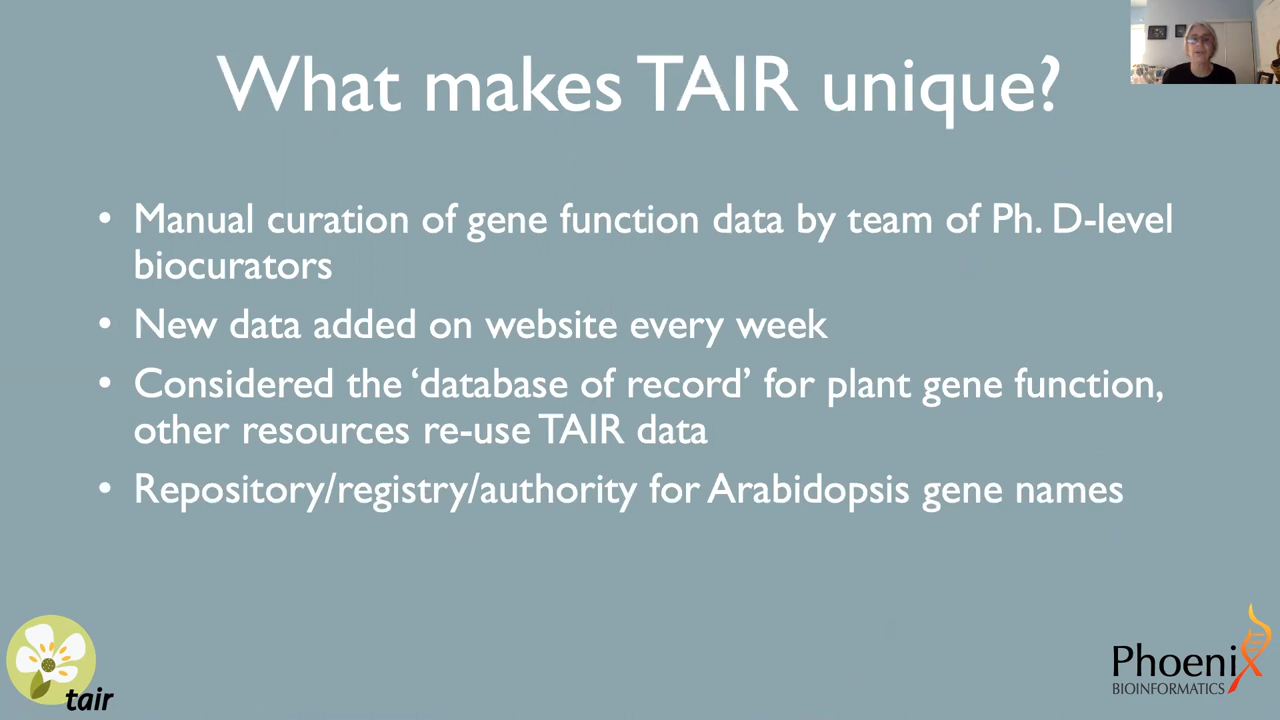 What makes TAIR unique?
• Manual curation of gene function data by team of Ph. D-level
biocurators
• New data added on website every week
• Considered the ‘database of record’ for plant gene function,
other resources re-use TAIR data
• Repository/registry/authority for Arabidopsis gene names
tair
Phoenix
BIOINFORMATICS